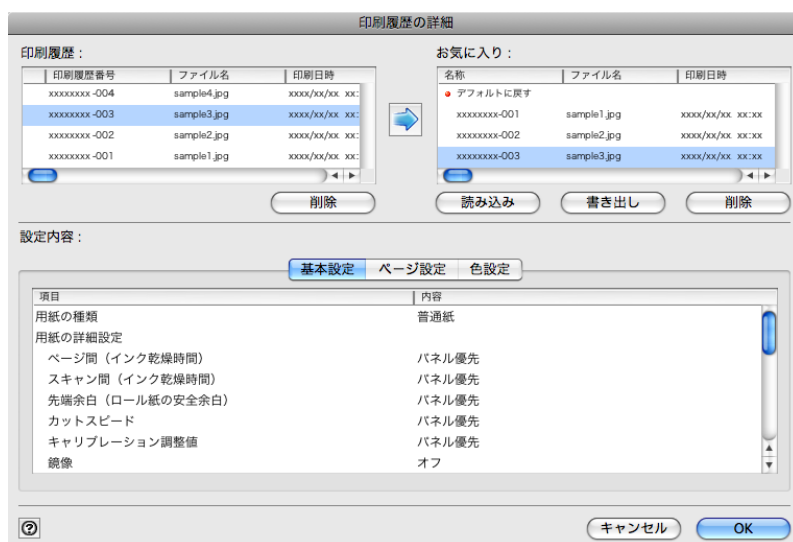 印刷履歴の詳細
印刷履歴：
お気に入り：
印刷履歴番号 ファイル名 印刷日時
xxxxxxxx -004 sample4.jpg xxxx/xx/xx xx:
xxxxxxxx -003 sample3.jpg xxxx/xx/xx xx:
xxxxxxxx -002 sample2.jpg xxxx/xx/xx xx:
xxxxxxxx -001 sample1.jpg xxxx/xx/xx xx:
削除
名称 ファイル名 印刷日時
デフォルトに戻す
xxxxxxxx-001 sample1.jpg xxxx/xx/xx xx:xx
xxxxxxxx-002 sample2.jpg xxxx/xx/xx xx:xx
xxxxxxxx-003 sample3.jpg xxxx/xx/xx xx:xx
読み込み 書き出し 削除
設定内容：
基本設定 ページ設定 色設定
項目 内容
用紙の種類 普通紙
用紙の詳細設定
ページ間（インク乾燥時間） パネル優先
スキャン間（インク乾燥時間） パネル優先
先端余白（ロール紙の安全余白） パネル優先
カットスピード パネル優先
キャリブレーション調整値 パネル優先
鏡像 オフ
? キャンセル OK